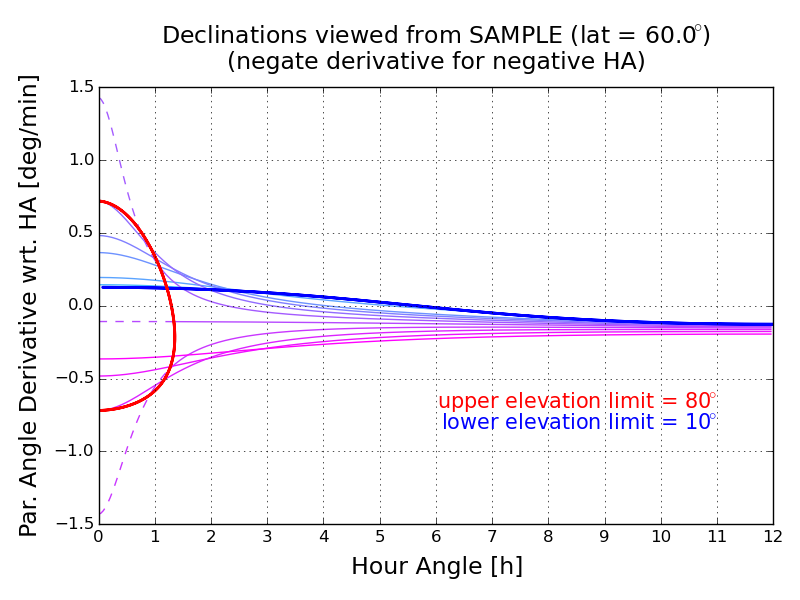 Declinations viewed from SAMPLE (lat = 60.0°)
(negate derivative for negative HA)
Par. Angle Derivative wrt. HA [deg/min]
1.5
1.0
0.5
0.0
−0.5
−1.0
−1.5
upper elevation limit = 80°
lower elevation limit = 10°
0 1 2 3 4 5 6 7 8 9 10 11 12
Hour Angle [h]